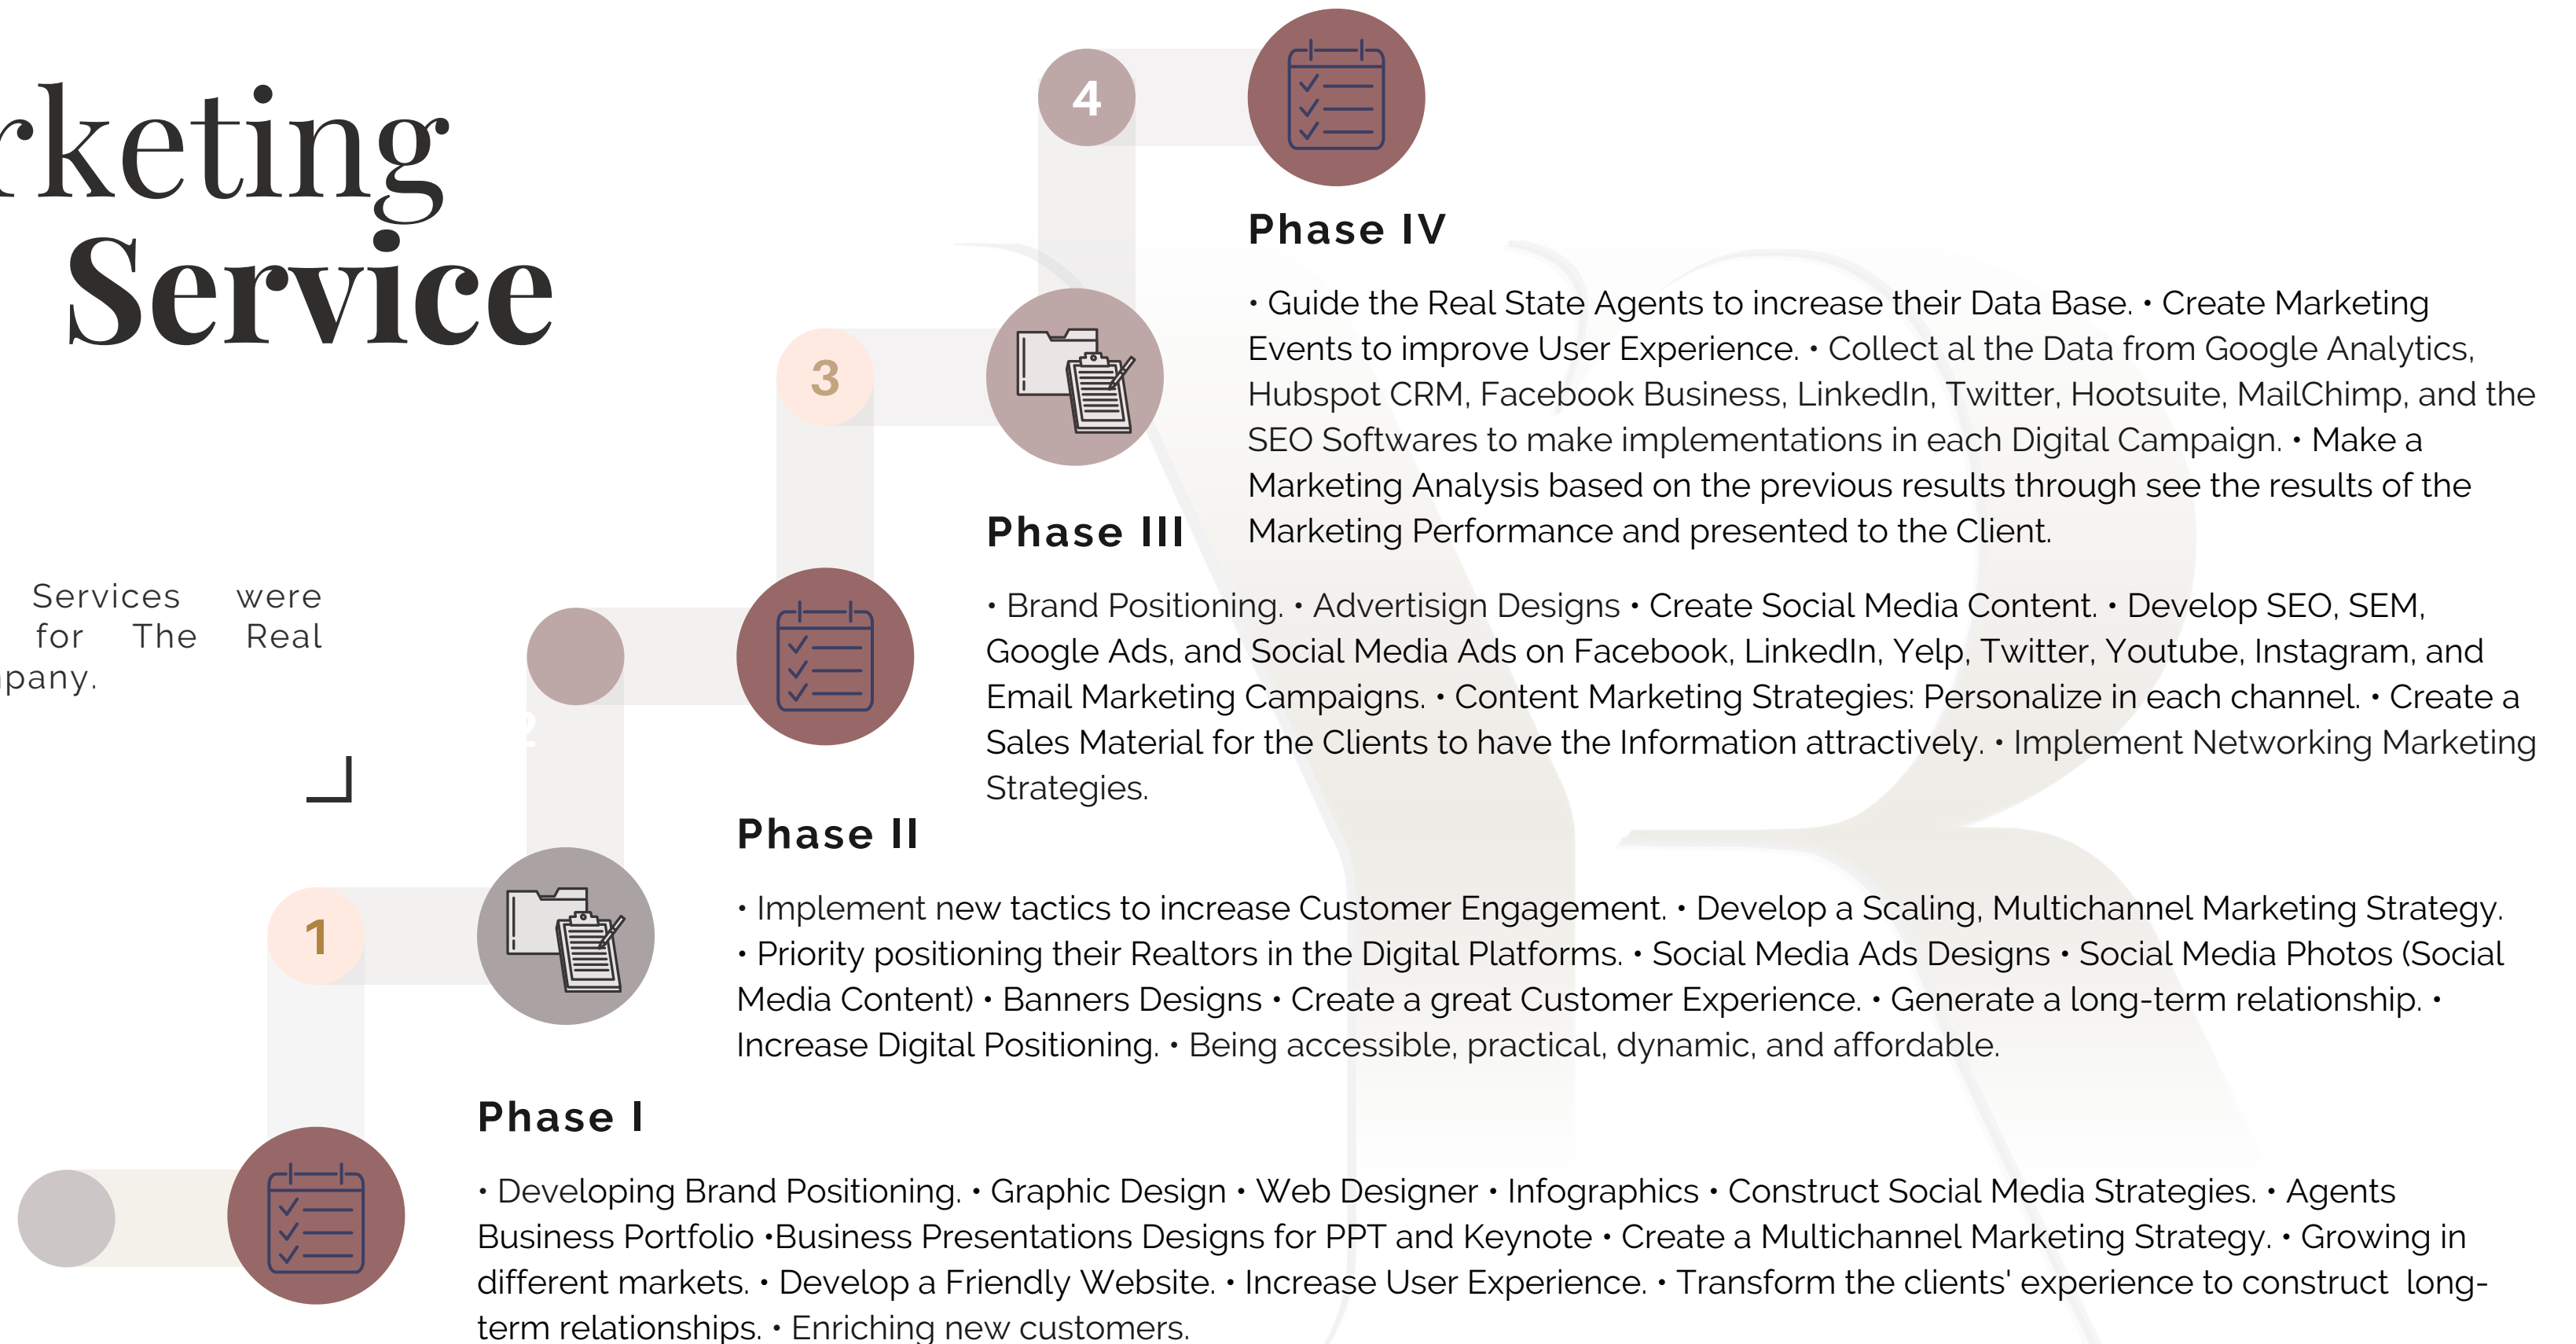 rketing
Service
Services were
for The Real
pany.
4
Phase IV
• Guide the Real State Agents to increase their Data Base. • Create Marketing
Events to improve User Experience. • Collect al the Data from Google Analytics,
Hubspot CRM, Facebook Business, LinkedIn, Twitter, Hootsuite, MailChimp, and the
SEO Softwares to make implementations in each Digital Campaign. • Make a
Marketing Analysis based on the previous results through see the results of the
Marketing Performance and presented to the Client.
3
Phase III
• Brand Positioning. • Advertisign Designs • Create Social Media Content. • Develop SEO, SEM,
Google Ads, and Social Media Ads on Facebook, LinkedIn, Yelp, Twitter, Youtube, Instagram, and
Email Marketing Campaigns. • Content Marketing Strategies: Personalize in each channel. • Create a
Sales Material for the Clients to have the Information attractively. • Implement Networking Marketing
Strategies.
2
Phase II
• Implement new tactics to increase Customer Engagement. • Develop a Scaling, Multichannel Marketing Strategy.
• Priority positioning their Realtors in the Digital Platforms. • Social Media Ads Designs • Social Media Photos (Social
Media Content) • Banners Designs • Create a great Customer Experience. • Generate a long-term relationship. •
Increase Digital Positioning. • Being accessible, practical, dynamic, and affordable.
1
Phase I
• Developing Brand Positioning. • Graphic Design • Web Designer • Infographics • Construct Social Media Strategies. • Agents
Business Portfolio •Business Presentations Designs for PPT and Keynote • Create a Multichannel Marketing Strategy. • Growing in
different markets. • Develop a Friendly Website. • Increase User Experience. • Transform the clients' experience to construct long-
term relationships. • Enriching new customers.